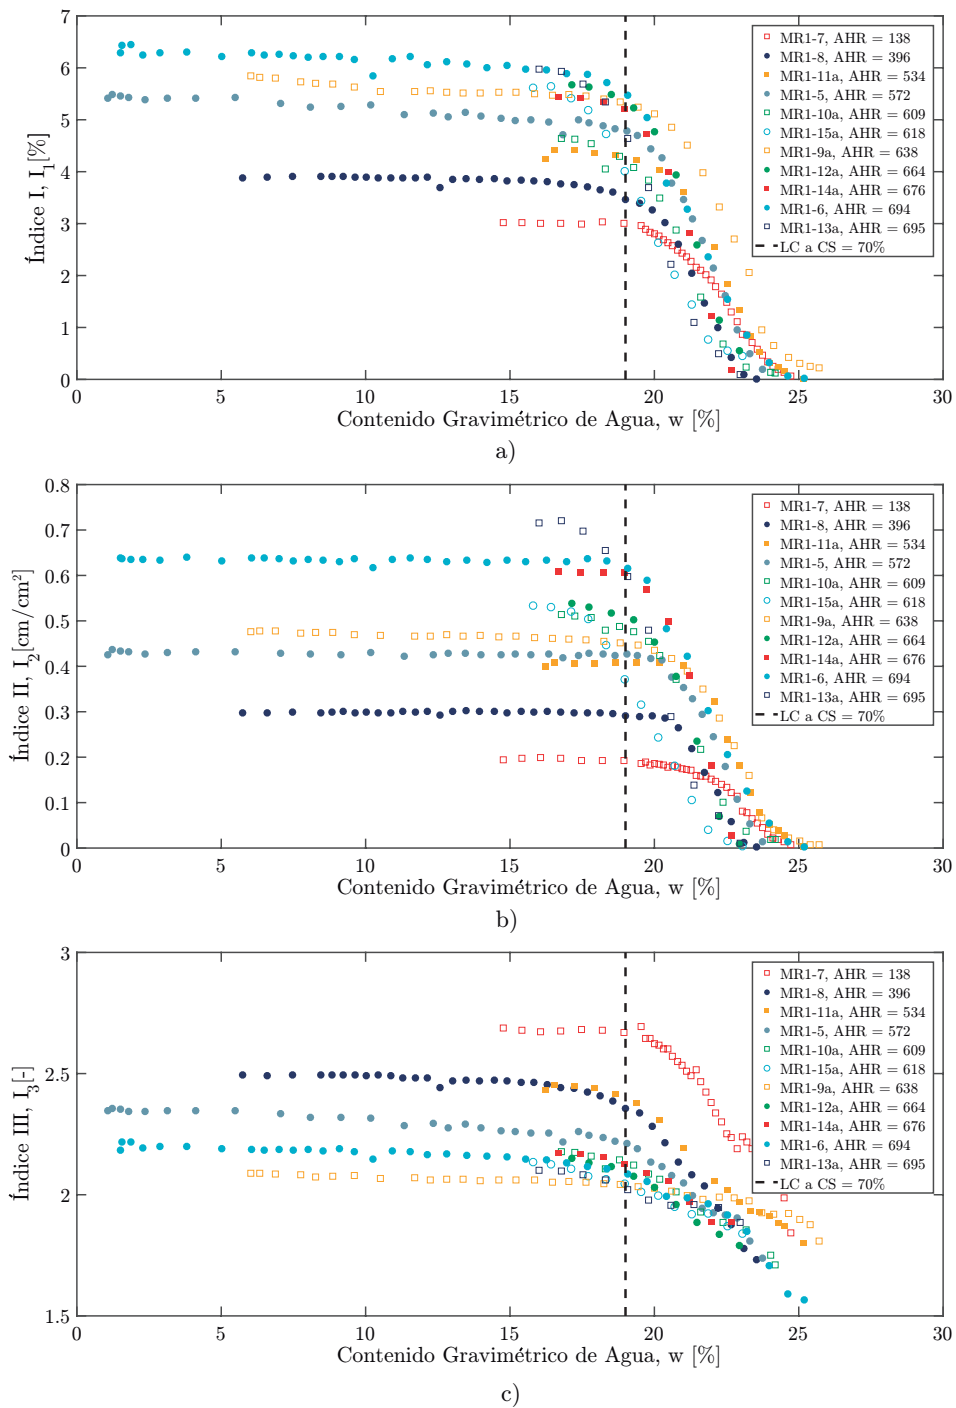 7
6
5
4
3
2
1
0
Índice I, I1[%]
0 5 10 15 20 25 30
Contenido Gravimétrico de Agua, w [%]
MR1-7, AHR = 138
MR1-8, AHR = 396
MR1-11a, AHR = 534
MR1-5, AHR = 572
MR1-10a, AHR = 609
MR1-15a, AHR = 618
MR1-9a, AHR = 638
MR1-12a, AHR = 664
MR1-14a, AHR = 676
MR1-6, AHR = 694
MR1-13a, AHR = 695
LC a CS = 70%
a)
0.8
0.7
0.6
0.5
0.4
0.3
0.2
0.1
0
Índice II, I2[cm/cm²]
0 5 10 15 20 25 30
Contenido Gravimétrico de Agua, w [%]
MR1-7, AHR = 138
MR1-8, AHR = 396
MR1-11a, AHR = 534
MR1-5, AHR = 572
MR1-10a, AHR = 609
MR1-15a, AHR = 618
MR1-9a, AHR = 638
MR1-12a, AHR = 664
MR1-14a, AHR = 676
MR1-6, AHR = 694
MR1-13a, AHR = 695
LC a CS = 70%
b)
3
2.5
2
1.5
Índice III, I3[-]
0 5 10 15 20 25 30
Contenido Gravimétrico de Agua, w [%]
MR1-7, AHR = 138
MR1-8, AHR = 396
MR1-11a, AHR = 534
MR1-5, AHR = 572
MR1-10a, AHR = 609
MR1-15a, AHR = 618
MR1-9a, AHR = 638
MR1-12a, AHR = 664
MR1-14a, AHR = 676
MR1-6, AHR = 694
MR1-13a, AHR = 695
LC a CS = 70%
c)